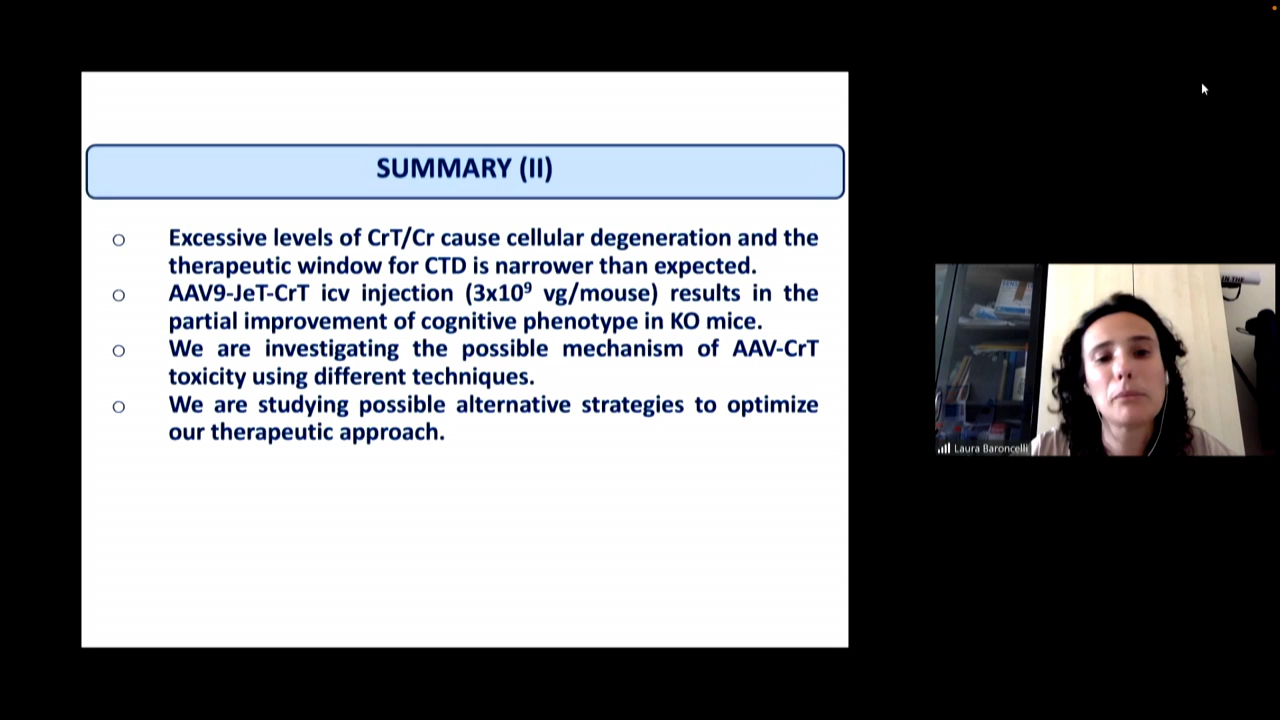 SUMMARY (II)
o Excessive levels of CrT/Cr cause cellular degeneration and the
therapeutic window for CTD is narrower than expected.
o AAV9-JeT-CrT icv injection (3x10⁹ vg/mouse) results in the
partial improvement of cognitive phenotype in KO mice.
o We are investigating the possible mechanism of AAV-CrT
toxicity using different techniques.
o We are studying possible alternative strategies to optimize
our therapeutic approach.
IN THE
Laura Baroncelli